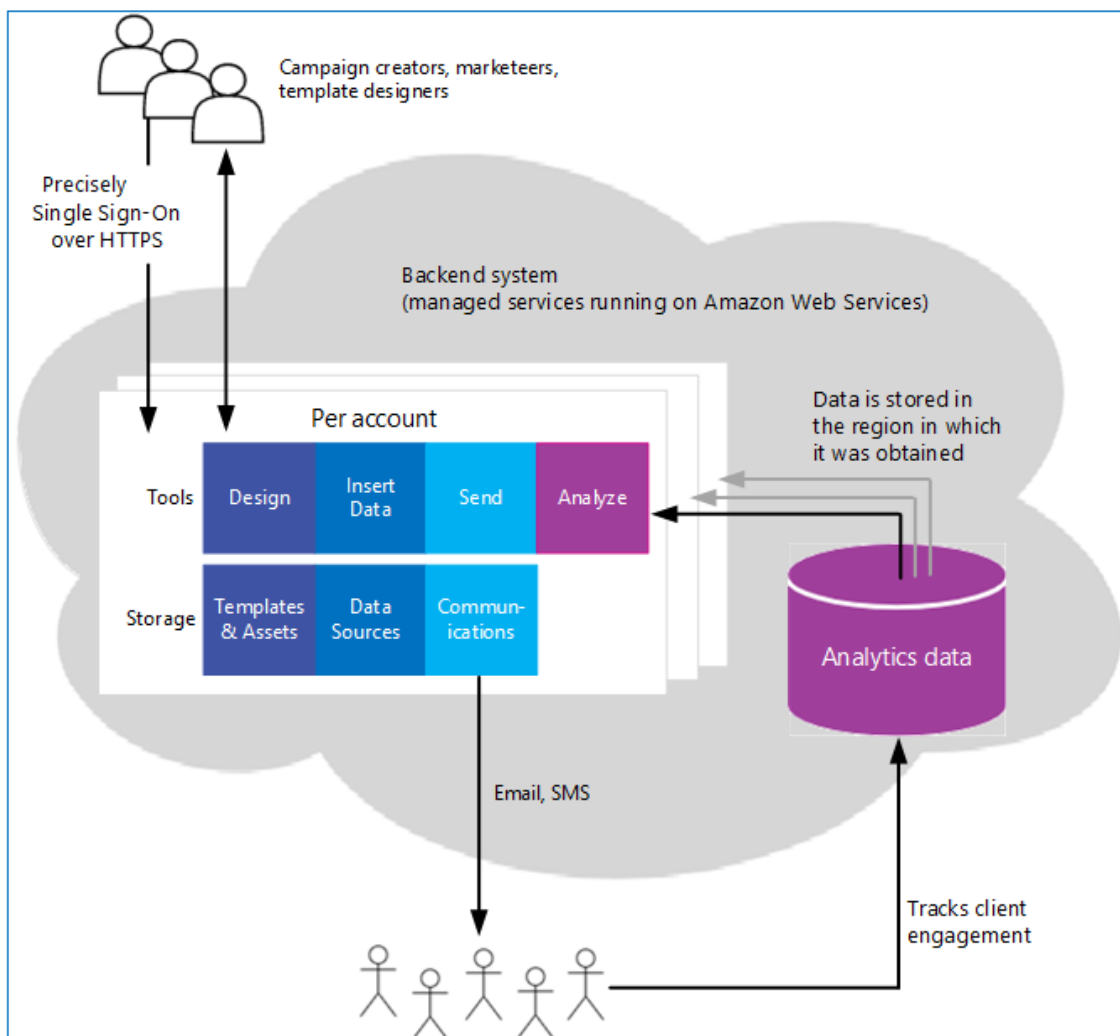 Campaign creators, marketeers,
template designers
Precisely
Single Sign-On
over HTTPS
Backend system
(managed services running on Amazon Web Services)
Data is stored in
the region in which
it was obtained
Per account
Tools
Design
Insert
Data
Send
Analyze
Storage
Templates
& Assets
Data
Sources
Commun-
ications
Analytics data
Email, SMS
Tracks client
engagement